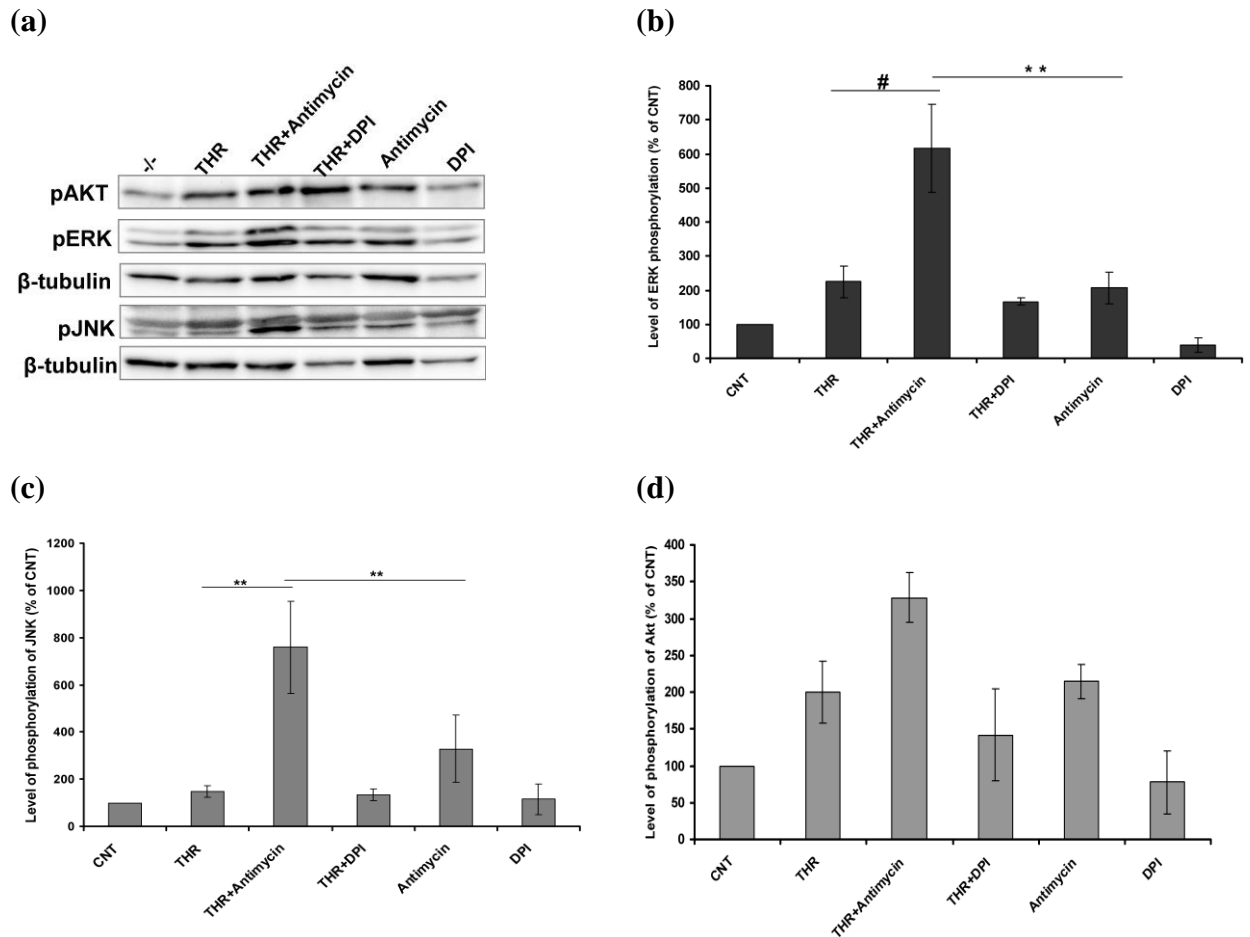 (a)
-/-
THR
THR+Antimycin
THR+DPI
Antimycin
DPI
pAKT
pERK
β-tubulin
pJNK
β-tubulin
(b)
Level of ERK phosphorylation (% of CNT)
800
700
600
500
400
300
200
100
0
#
* *
CNT
THR
THR+Antimycin
THR+DPI
Antimycin
DPI
(c)
Level of phosphorylation of JNK (% of CNT)
1200
1000
800
600
400
200
0
**
**
CNT
THR
THR+Antimycin
THR+DPI
Antimycin
DPI
(d)
Level of phosphorylation of Akt (% of CNT)
400
350
300
250
200
150
100
50
0
CNT
THR
THR+Antimycin
THR+DPI
Antimycin
DPI